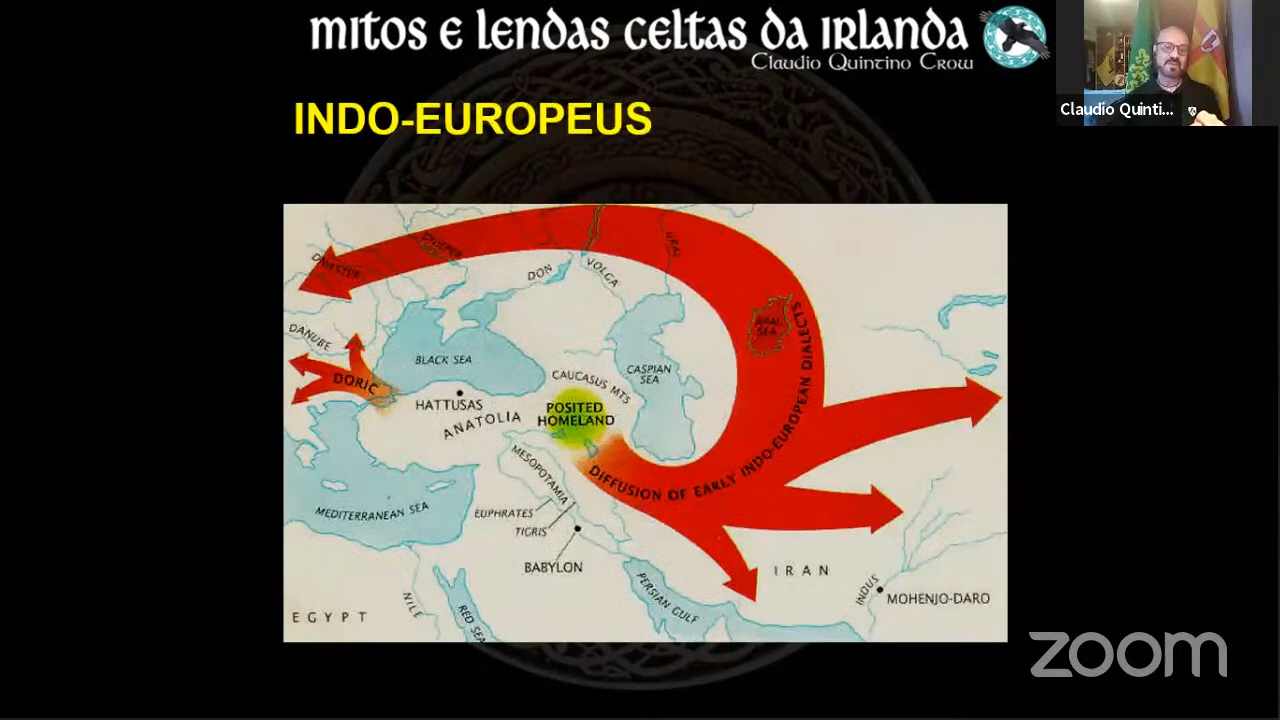 MITOS E LENDAS CELTAS DA IRLANDA
Claudio Quintino Crow
Claudio Quinti...
INDO-EUROPEUS
DNIESTER
DNIEPER
DON
VOLGA
URAL
ARAL
SEA
DANUBE
BLACK SEA
DORIC
HATTUSAS
ANATOLIA
CAUCASUS MTS
CASPIAN
SEA
POSITED
HOMELAND
DIFFUSION OF EARLY INDO-EUROPEAN DIALECTS
MESOPOTAMIA
MEDITERRANEAN SEA
EUPHRATES
TIGRIS
BABYLON
IRAN
PERSIAN GULF
INDUS
MOHENJO-DARO
EGYPT
NILE
RED SEA
zoom